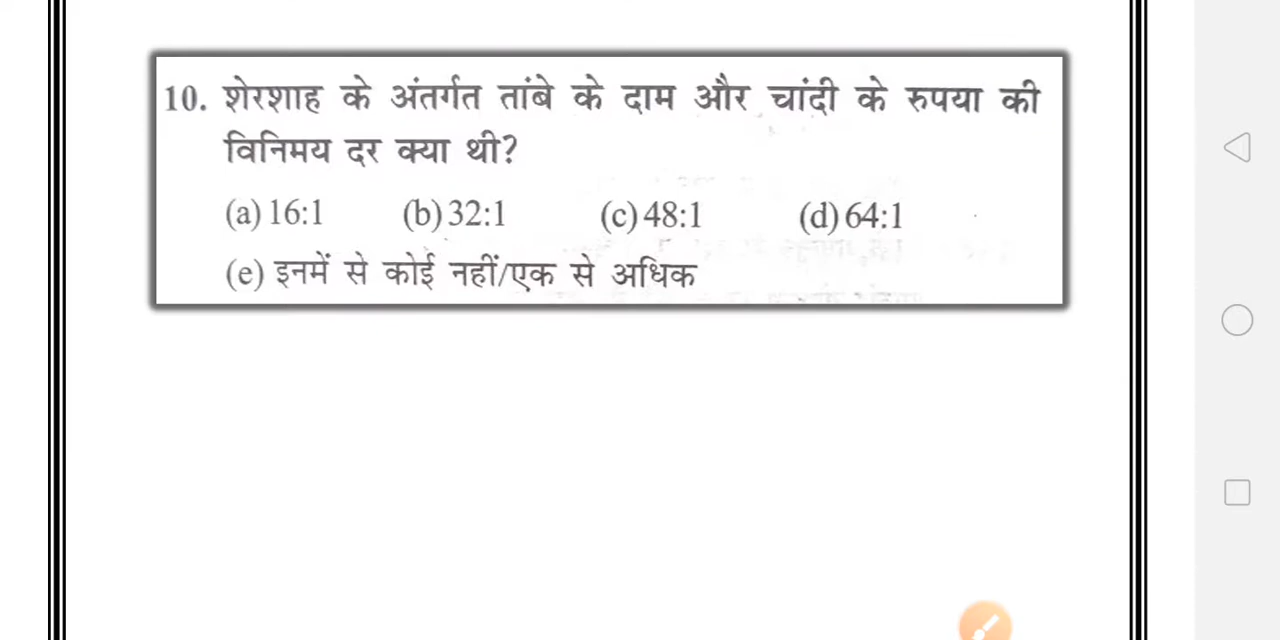 10. शेरशाह के अंतर्गत तांबे के दाम और चांदी के रुपया की
विनिमय दर क्या थी?
(a) 16:1 (b) 32:1 (c) 48:1 (d) 64:1
(e) इनमें से कोई नहीं/एक से अधिक